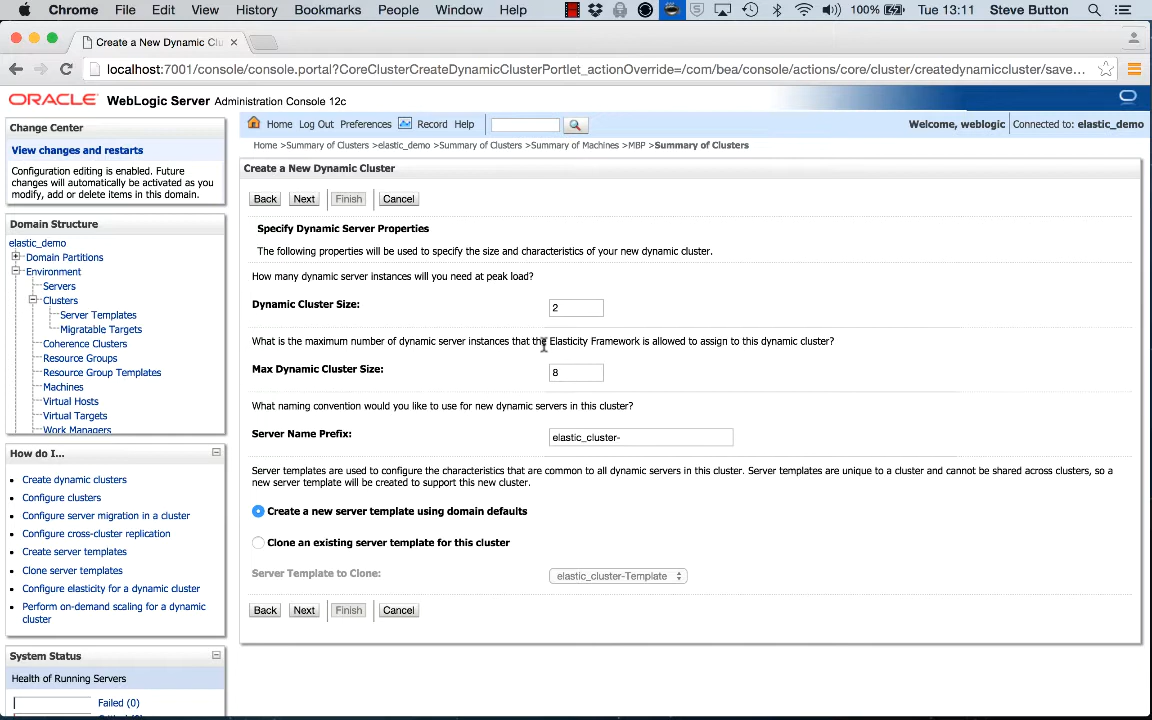 Chrome File Edit View History Bookmarks People Window Help 100% Tue 13:11 Steve Button
Create a New Dynamic Clu
localhost:7001/console/console.portal?CoreClusterCreateDynamicClusterPortlet_actionOverride=/com/bea/console/actions/core/cluster/createdynamiccluster/save...
ORACLE WebLogic Server Administration Console 12c
Change Center
View changes and restarts
Configuration editing is enabled. Future
changes will automatically be activated as you
modify, add or delete items in this domain.
Domain Structure
elastic_demo
Domain Partitions
Environment
Servers
Clusters
Server Templates
Migratable Targets
Coherence Clusters
Resource Groups
Resource Group Templates
Machines
Virtual Hosts
Virtual Targets
Work Managers
How do I...
Create dynamic clusters
Configure clusters
Configure server migration in a cluster
Configure cross-cluster replication
Create server templates
Clone server templates
Configure elasticity for a dynamic cluster
Perform on-demand scaling for a dynamic
cluster
System Status
Health of Running Servers
Failed (0)
Home Log Out Preferences Record Help
Welcome, weblogic Connected to: elastic_demo
Home >Summary of Clusters >elastic_demo >Summary of Clusters >Summary of Machines >MBP >Summary of Clusters
Create a New Dynamic Cluster
Back Next Finish Cancel
Specify Dynamic Server Properties
The following properties will be used to specify the size and characteristics of your new dynamic cluster.
How many dynamic server instances will you need at peak load?
Dynamic Cluster Size: 2
What is the maximum number of dynamic server instances that the Elasticity Framework is allowed to assign to this dynamic cluster?
Max Dynamic Cluster Size: 8
What naming convention would you like to use for new dynamic servers in this cluster?
Server Name Prefix: elastic_cluster-
Server templates are used to configure the characteristics that are common to all dynamic servers in this cluster. Server templates are unique to a cluster and cannot be shared across clusters, so a
new server template will be created to support this new cluster.
Create a new server template using domain defaults
Clone an existing server template for this cluster
Server Template to Clone: elastic_cluster-Template
Back Next Finish Cancel